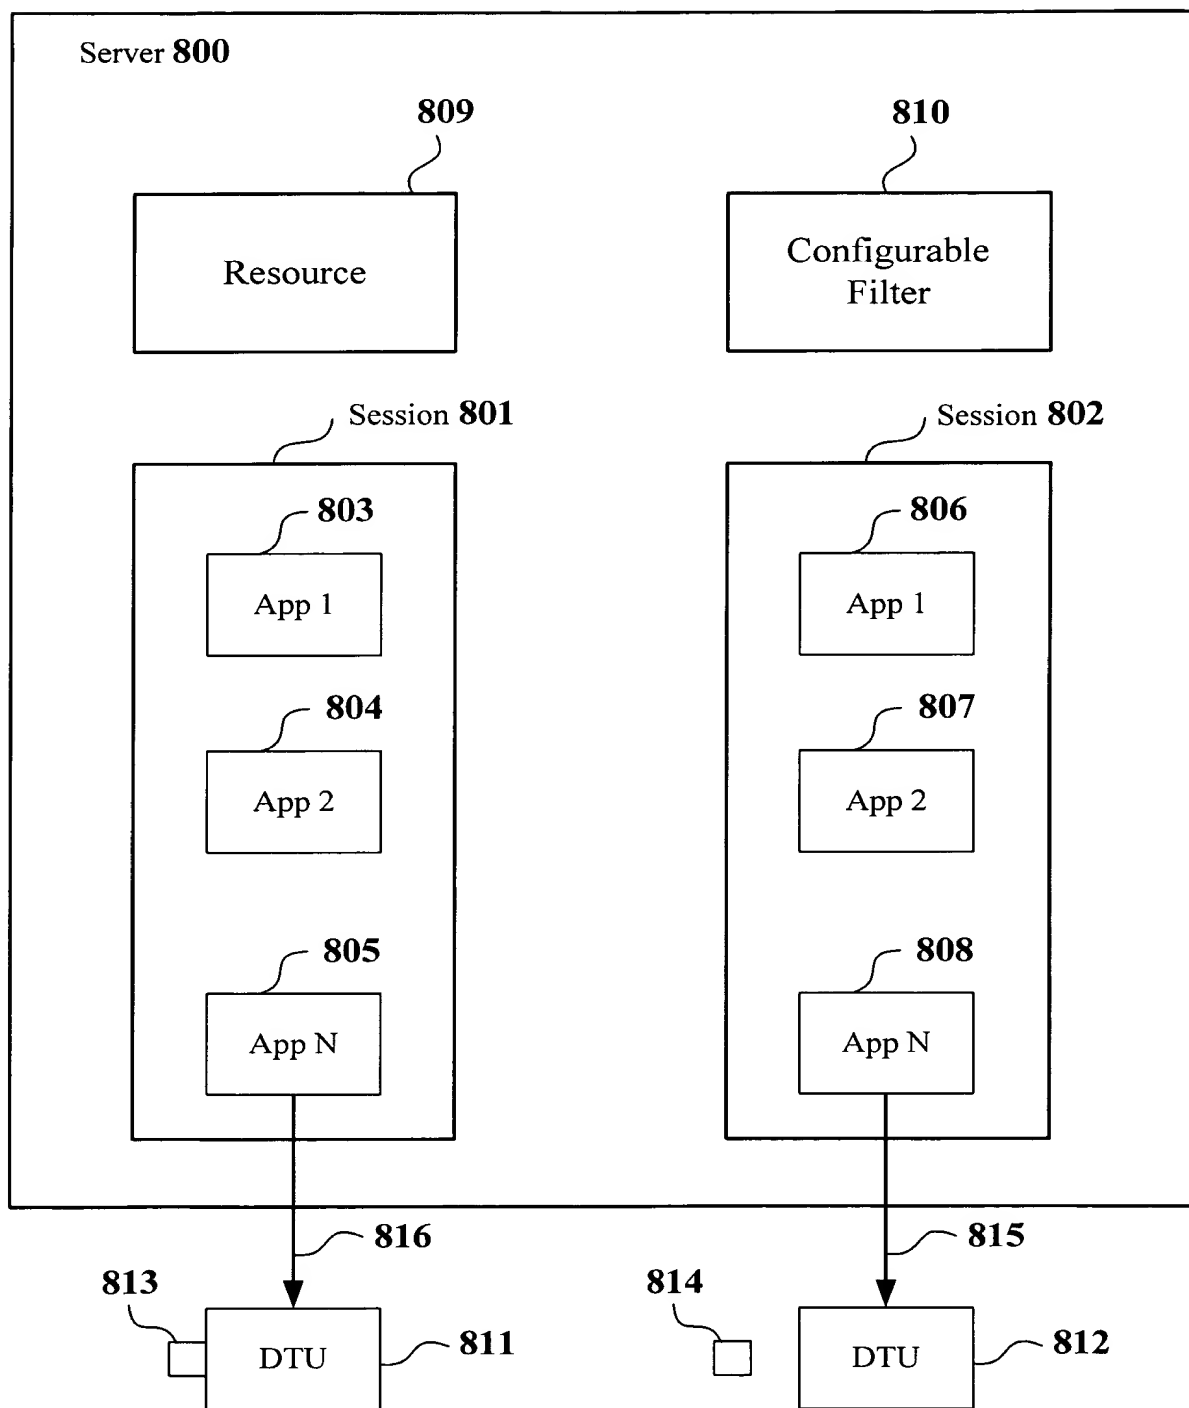 Server 800
809
810
Resource
Configurable
Filter
Session 801
Session 802
803
806
App 1
App 1
804
807
App 2
App 2
805
808
App N
App N
816
815
813
814
DTU
811
DTU
812